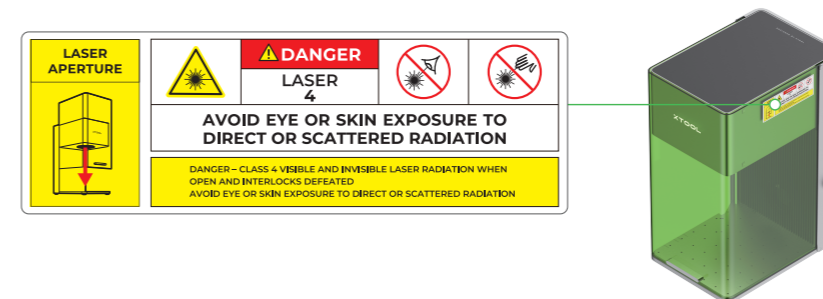 LASER
APERTURE
DANGER
LASER
4
AVOID EYE OR SKIN EXPOSURE TO
DIRECT OR SCATTERED RADIATION
DANGER – CLASS 4 VISIBLE AND INVISIBLE LASER RADIATION WHEN
OPEN AND INTERLOCKS DEFEATED
AVOID EYE OR SKIN EXPOSURE TO DIRECT OR SCATTERED RADIATION
XTOOL